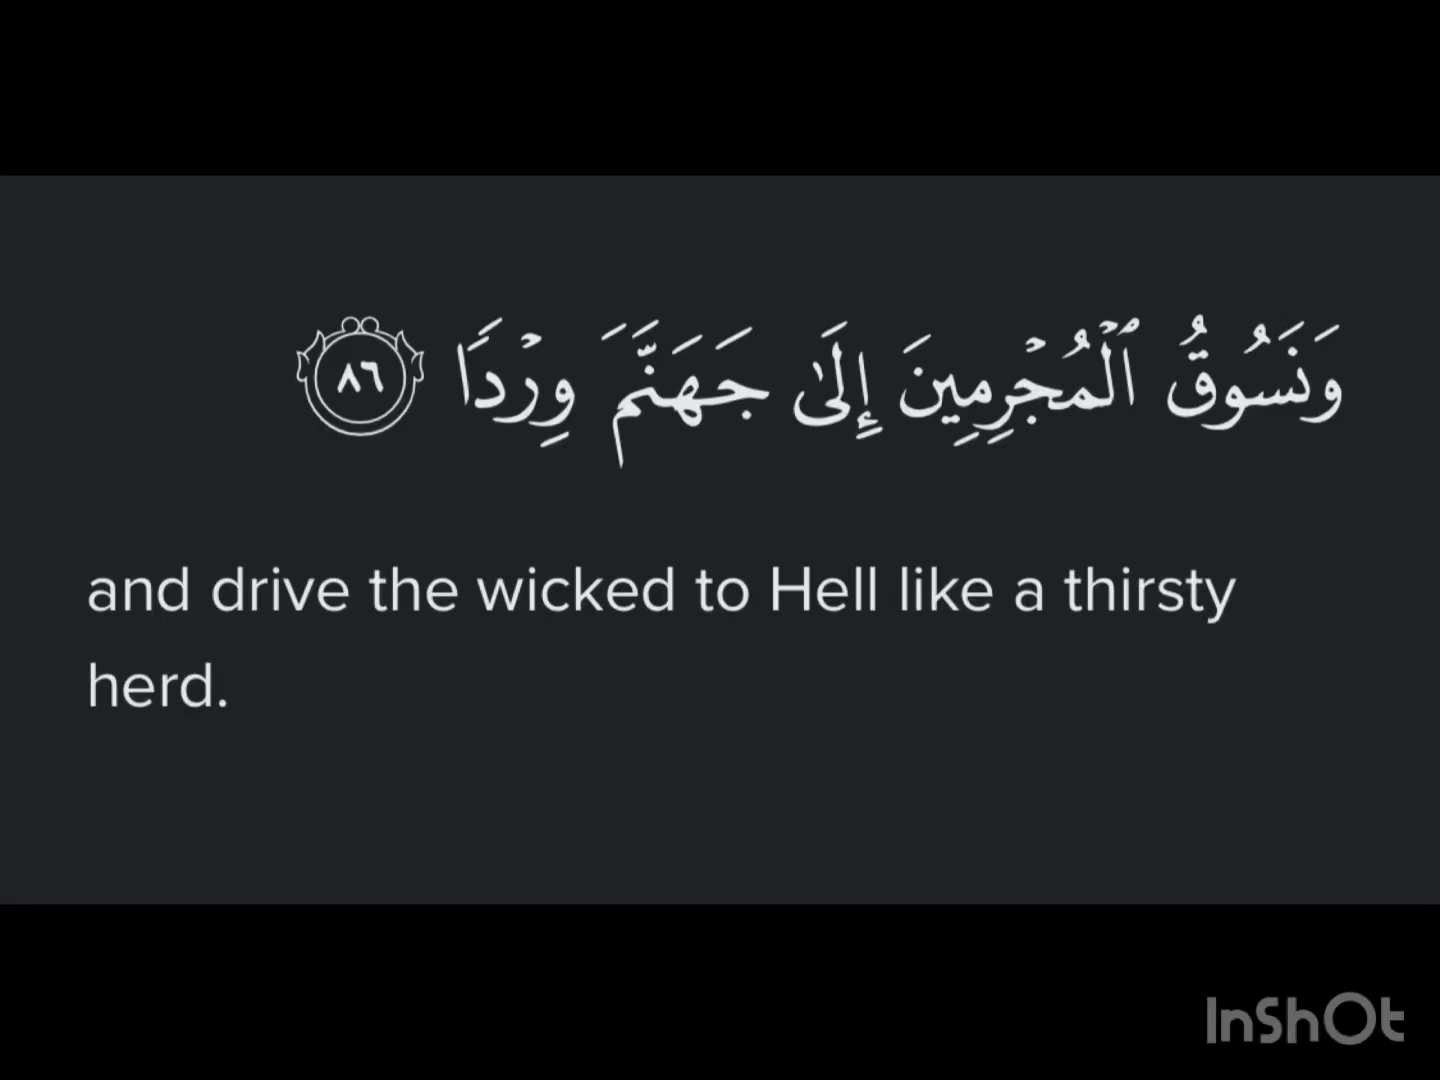 وَنَسُوقُ ٱلْمُجْرِمِينَ إِلَىٰ جَهَنَّمَ وِرْدًا ٨٦
and drive the wicked to Hell like a thirsty
herd.
InShOt